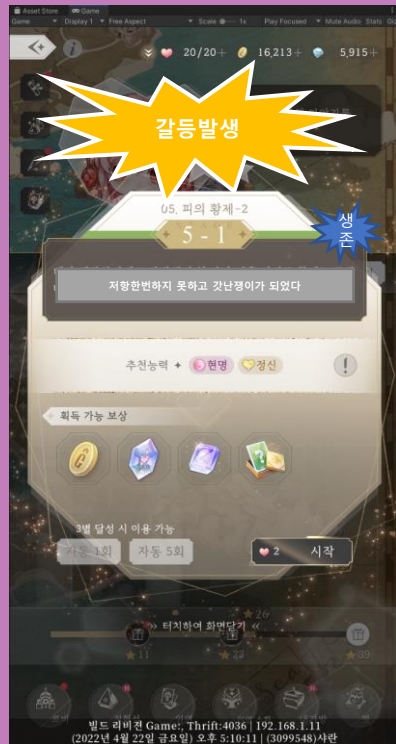 Asset Store Game
Game Display 1 Free Aspect Scale 1x Play Focused Mute Audio Stats
20/20+ 16,213+ 5,915+
갈등발생
05. 피의 황제-2
5 - 1
생존
저항한번하지 못하고 갓난쟁이가 되었다
추천능력 현명 정신
획득 가능 보상
3별 달성 시 이용 가능
자동 1회 자동 5회 2 시작
» 터치하여 화면닫기 «
빌드 리비전 Game:, Thrift:4036 | 192.168.1.11
(2022년 4월 22일 금요일) 오후 5:10:11 | (3099548)샤란